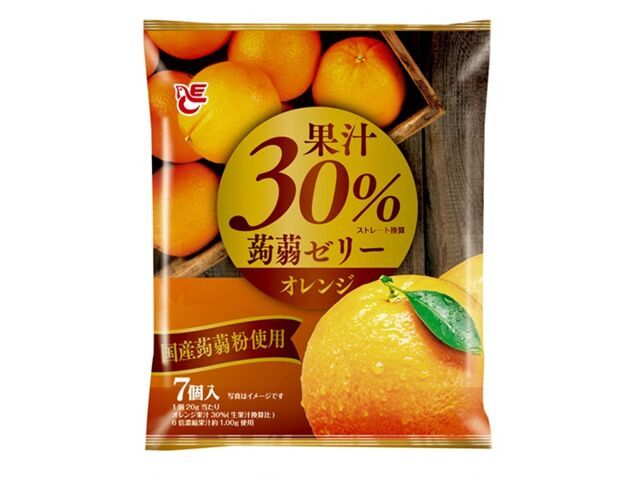 ACE
果汁
30%
ストレート換算
蒟蒻ゼリー
オレンジ
国産蒟蒻粉使用
7個入 写真はイメージです
1個20g当たり
オレンジ果汁30%(生果汁換算比)
6倍濃縮果汁約1.00g使用